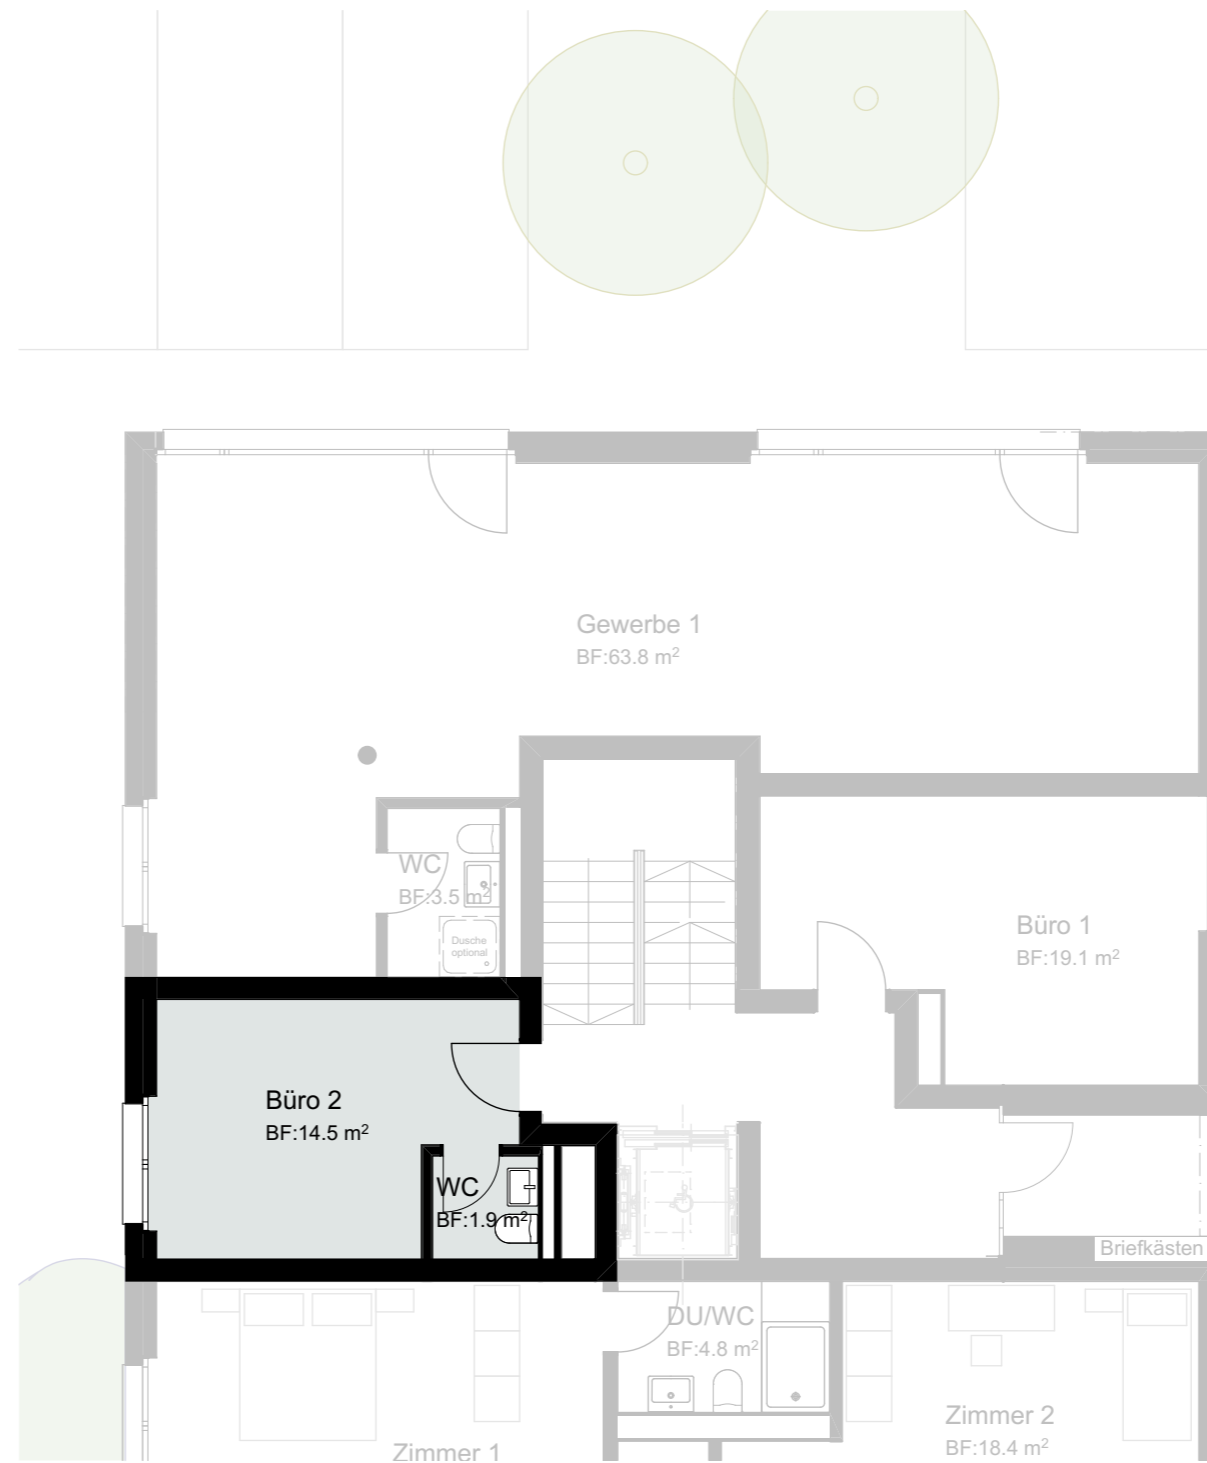 Gewerbe 1
BF:63.8 m²
WC
BF:3.5 m²
Dusche
optional
Büro 1
BF:19.1 m²
Büro 2
BF:14.5 m²
WC
BF:1.9 m²
Briefkästen
DU/WC
BF:4.8 m²
Zimmer 2
BF:18.4 m²
Zimmer 1